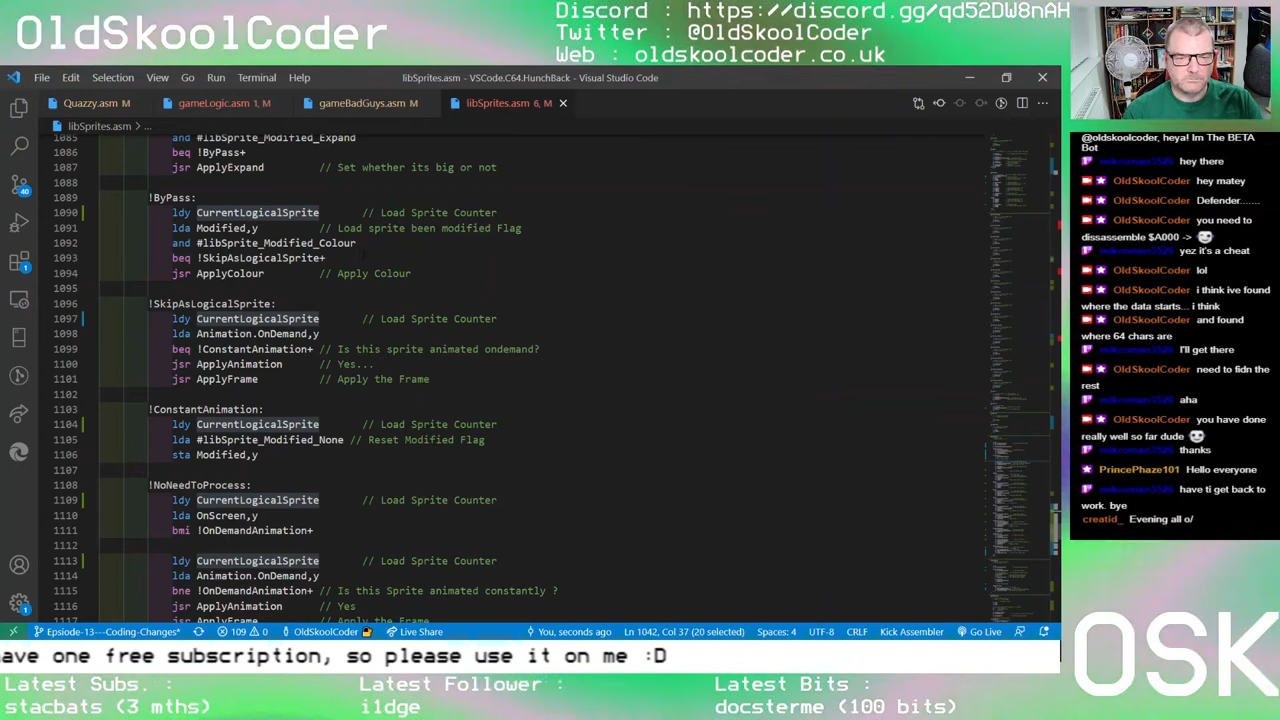 OldSkoolCoder
Discord : https://discord.gg/qd52DW8nAH
Twitter : @OldSkoolCoder
Web : oldskoolcoder.co.uk
File Edit Selection View Go Run Terminal Help
libSprites.asm - VSCode.C64.HunchBack - Visual Studio Code
Quazzy.asm M
gameLogic.asm 1, M
gameBadGuys.asm M
libSprites.asm 6, M
libSprites.asm > ...
1085 and #libSprite_Modified_Expand
1086 beq !ByPass+
1087 jsr ApplyExpand // Set whether its big or not
1088
1089 !ByPass:
1090 ldy CurrentLogicalSprite // Load Sprite Counter
1091 lda Modified,y // Load sprite been modified Flag
1092 and #libSprite_Modified_Colour
1093 beq !SkipAsLogicalSprite+
1094 jsr ApplyColour // Apply Colour
1095
1096 !SkipAsLogicalSprite:
1097 ldy CurrentLogicalSprite // Load Sprite Counter
1098 lda Animation.OnDemand,y
1099 beq !ConstantAnimation+ // Is this Sprite animated ondemand?
1100 jsr ApplyAnimation // Yes...
1101 jsr ApplyFrame // Apply the Frame
1102
1103 !ConstantAnimation:
1104 ldy CurrentLogicalSprite // Load Sprite Counter
1105 lda #libSprite_Modified_None // Reset Modified Flag
1106 sta Modified,y
1107
1108 !NoNeedToProcess:
1109 ldy CurrentLogicalSprite // Load Sprite Counter
1110 lda OnScreen,y
1111 bmi !OnDemandAnimation+
1112
1113 ldy CurrentLogicalSprite // Load Sprite Counter
1114 lda Animation.OnDemand,y
1115 bne !OnDemandAnimation+ // Is this Sprite animated constantly ?
1116 jsr ApplyAnimation // Yes
1117 jsr ApplyFrame // Apply the Frame
40
1
1
Epsiode-13---Coding-Changes* 109 0 OldSkoolCoder Live Share You, seconds ago Ln 1042, Col 37 (20 selected) Spaces: 4 UTF-8 CRLF Kick Assembler Go Live
@oldskoolcoder, heya! Im The BETA
Bot
hey there
OldSkoolCoder hey matey
OldSkoolCoder Defender......
OldSkoolCoder you need to
dissassemble $A000 ->
yez it's a cheat
OldSkoolCoder lol
i think ive found
where the data starts... i think
OldSkoolCoder and found
where 64 chars are
I'll get there
OldSkoolCoder need to fidn the
rest
aha
OldSkoolCoder you have done
really well so far dude
thanks
PrincePhaze101 Hello everyone
have ti get back to
work. bye
creatid_ Evening all o/
have one free subscription, so please use it on me :D
OSK
Latest Subs. :
stacbats (3 mths)
Latest Follower :
i1dge
Latest Bits :
docsterme (100 bits)